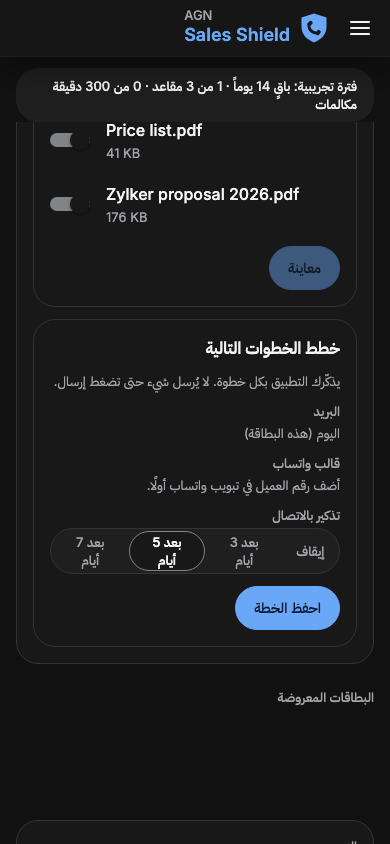 AGN
Sales Shield
فترة تجريبية: باقٍ 14 يوماً · 1 من 3 مقاعد · 0 من 300 دقيقة
مكالمات
Price list.pdf
41 KB
Zylker proposal 2026.pdf
176 KB
معاينة
خطط الخطوات التالية
يذكّرك التطبيق بكل خطوة. لا يُرسل شيء حتى تضغط إرسال.
البريد
اليوم (هذه البطاقة)
قالب واتساب
أضف رقم العميل في تبويب واتساب أولًا.
تذكير بالاتصال
إيقاف
بعد 3
أيام
بعد 5
أيام
بعد 7
أيام
احفظ الخطة
البطاقات المعروضة